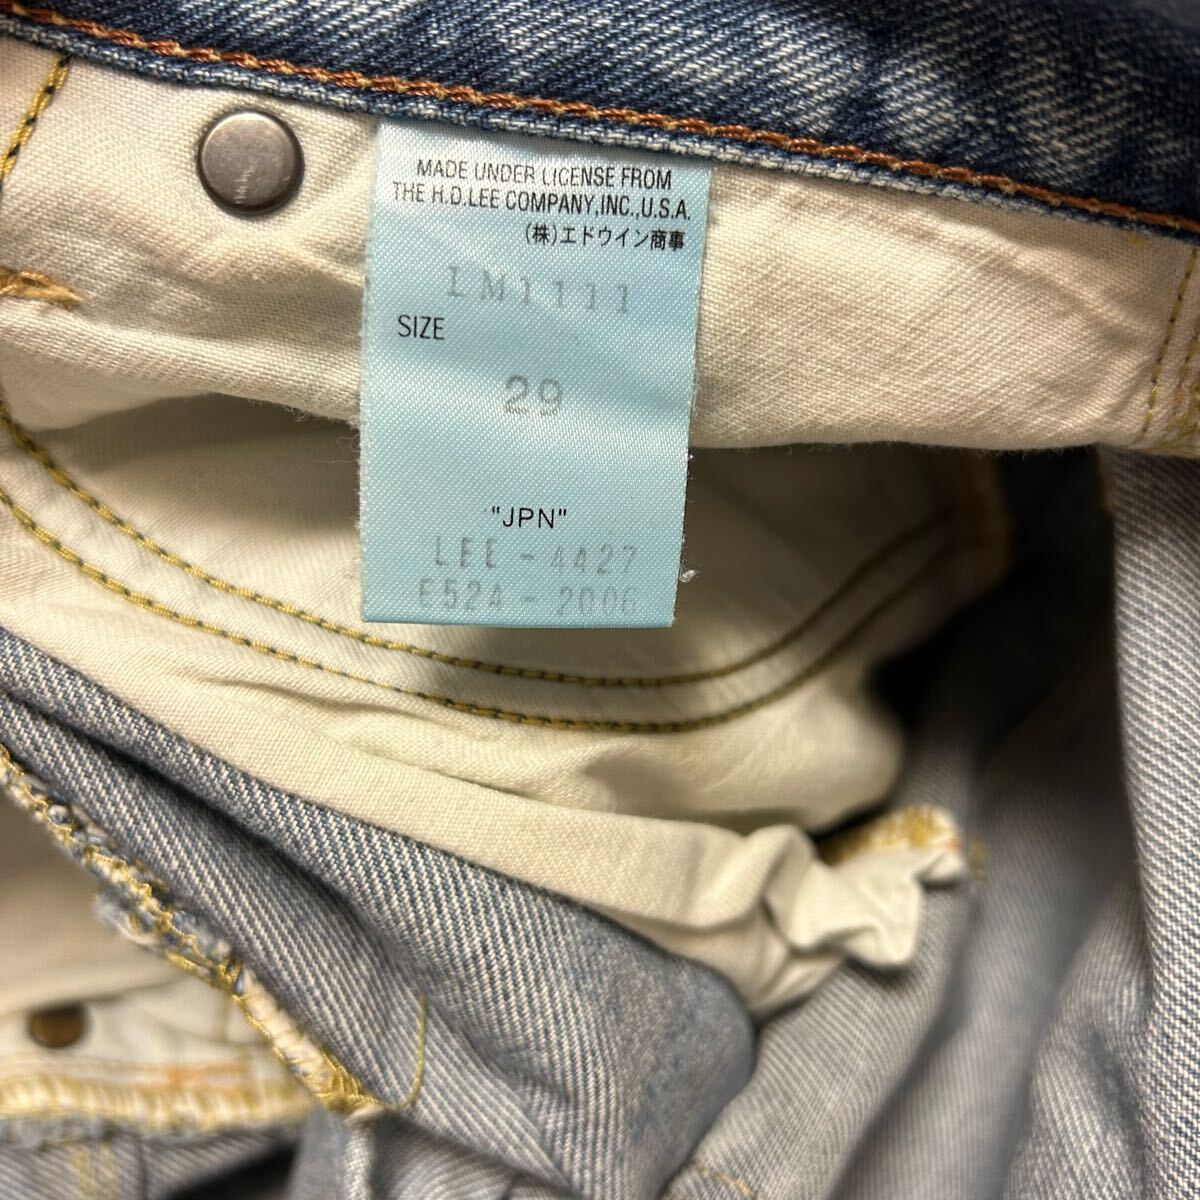 MADE UNDER LICENSE FROM
THE H.D.LEE COMPANY,INC.,U.S.A.
(株)エドウイン商事
LM1111
SIZE
29
"JPN"
LEE-4427
E524-2006